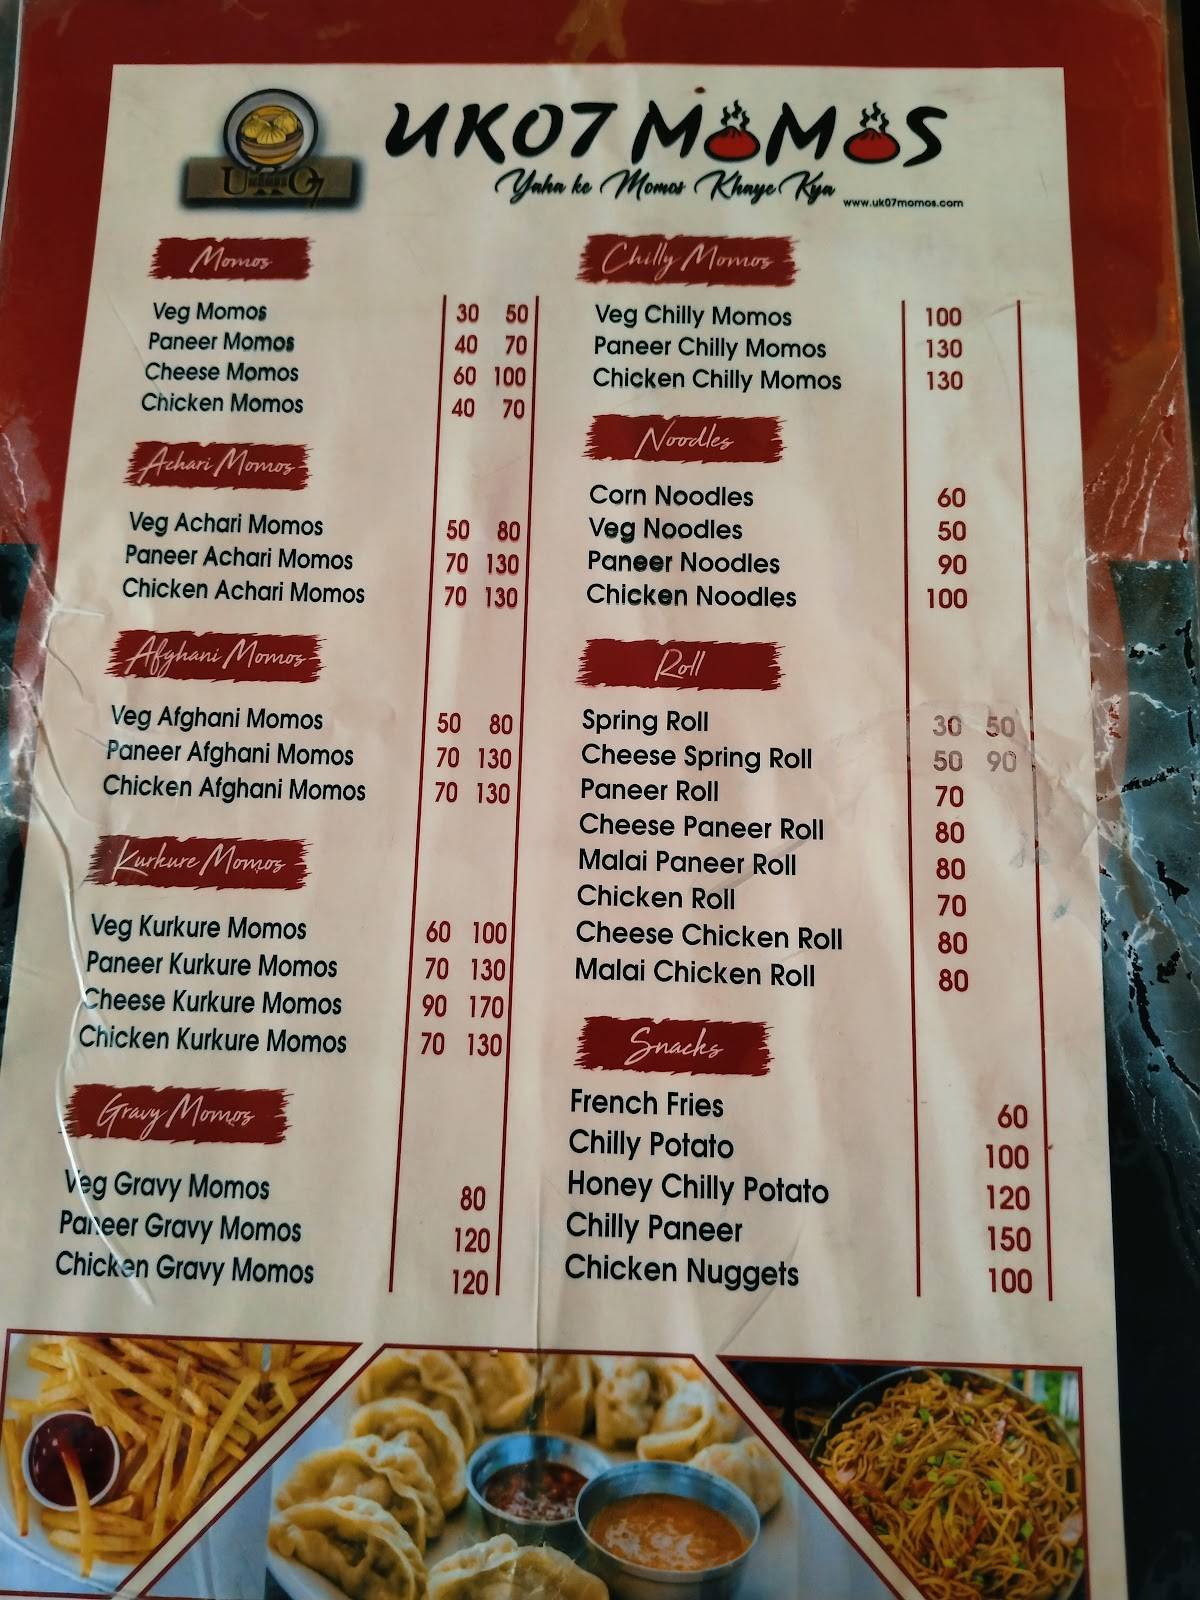 UK07 MOMOS
Yaha ke Momos Khaye Kya
www.uk07momos.com
Momos
Veg Momos 30 50
Paneer Momos 40 70
Cheese Momos 60 100
Chicken Momos 40 70
Achari Momos
Veg Achari Momos 50 80
Paneer Achari Momos 70 130
Chicken Achari Momos 70 130
Afghani Momos
Veg Afghani Momos 50 80
Paneer Afghani Momos 70 130
Chicken Afghani Momos 70 130
Kurkure Momos
Veg Kurkure Momos 60 100
Paneer Kurkure Momos 70 130
Cheese Kurkure Momos 90 170
Chicken Kurkure Momos 70 130
Gravy Momos
Veg Gravy Momos 80
Paneer Gravy Momos 120
Chicken Gravy Momos 120
Chilly Momos
Veg Chilly Momos 100
Paneer Chilly Momos 130
Chicken Chilly Momos 130
Noodles
Corn Noodles 60
Veg Noodles 50
Paneer Noodles 90
Chicken Noodles 100
Roll
Spring Roll 30 50
Cheese Spring Roll 50 90
Paneer Roll 70
Cheese Paneer Roll 80
Malai Paneer Roll 80
Chicken Roll 70
Cheese Chicken Roll 80
Malai Chicken Roll 80
Snacks
French Fries 60
Chilly Potato 100
Honey Chilly Potato 120
Chilly Paneer 150
Chicken Nuggets 100